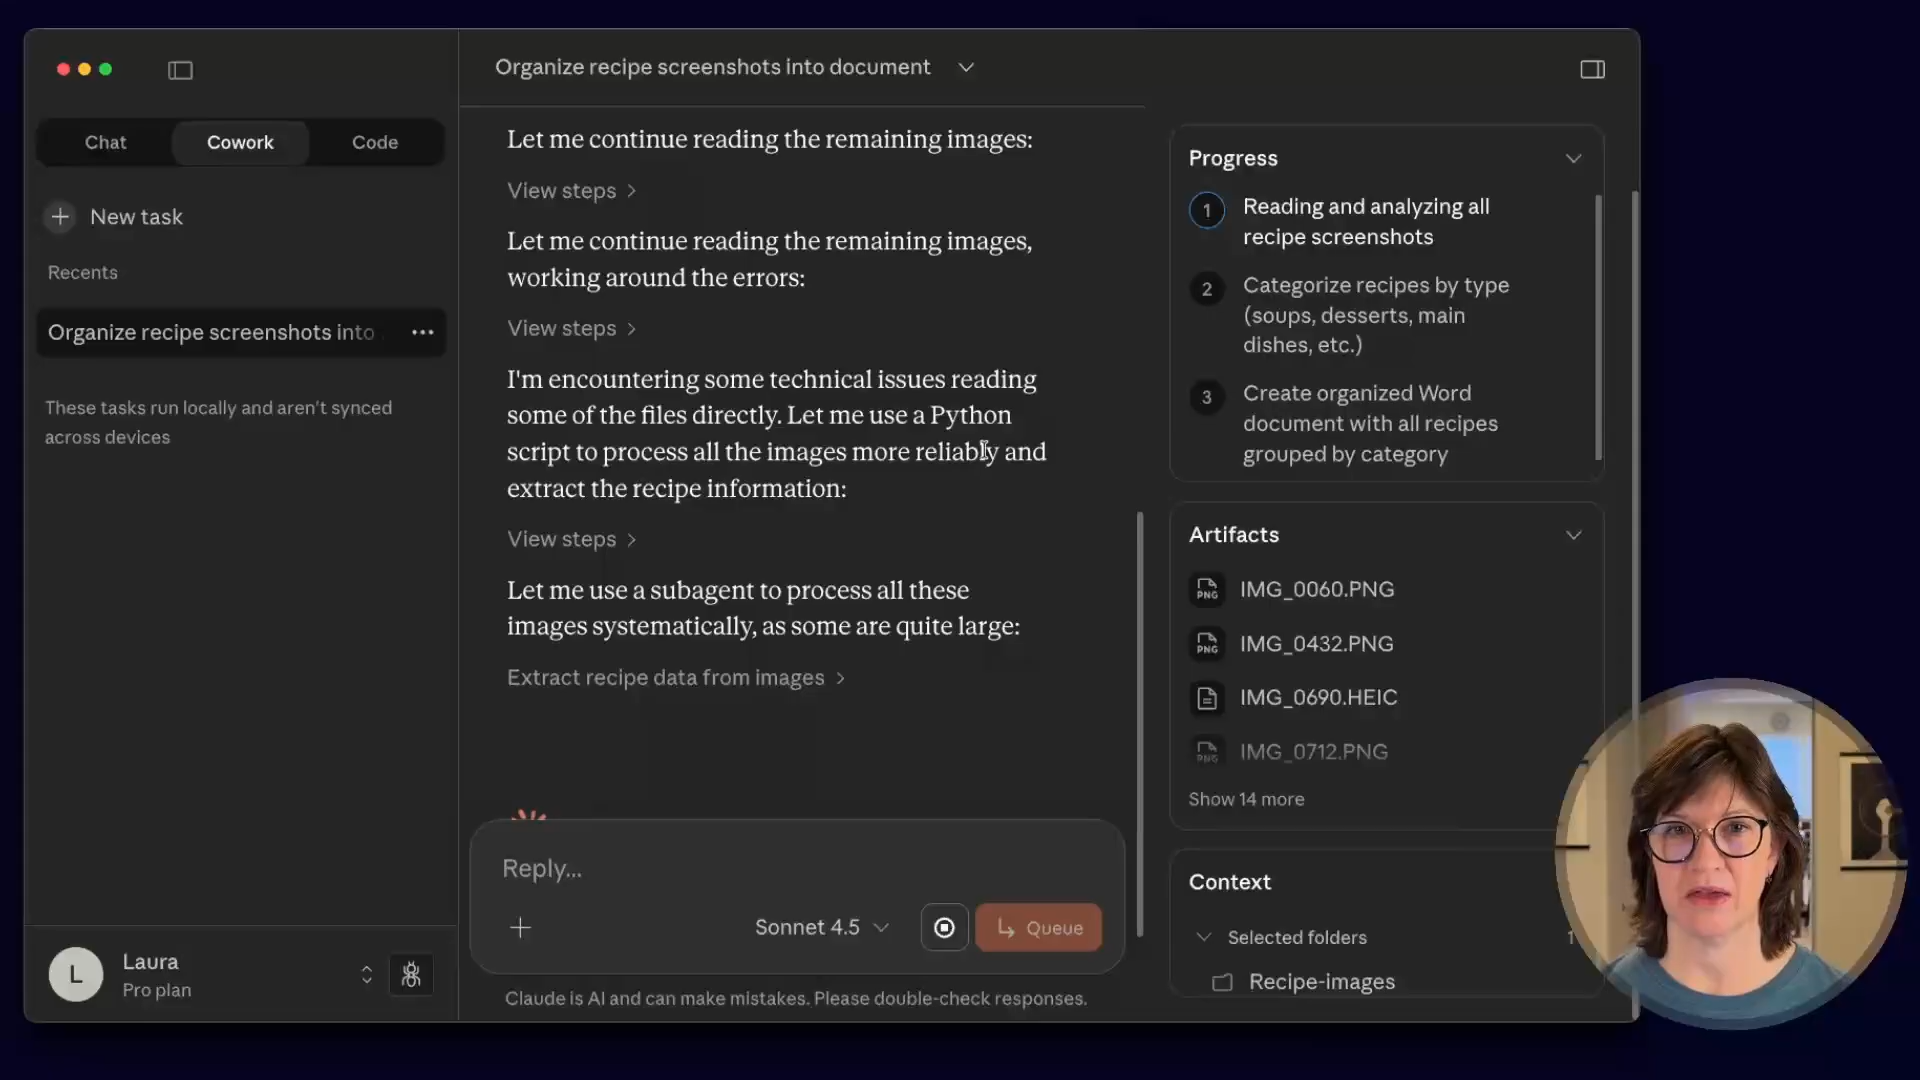 Organize recipe screenshots into document
Chat
Cowork
Code
New task
Recents
Organize recipe screenshots into
These tasks run locally and aren't synced
across devices
L
Laura
Pro plan
Let me continue reading the remaining images:
View steps
Let me continue reading the remaining images,
working around the errors:
View steps
I'm encountering some technical issues reading
some of the files directly. Let me use a Python
script to process all the images more reliably and
extract the recipe information:
View steps
Let me use a subagent to process all these
images systematically, as some are quite large:
Extract recipe data from images
Reply...
Sonnet 4.5
Queue
Claude is AI and can make mistakes. Please double-check responses.
Progress
1
Reading and analyzing all
recipe screenshots
2
Categorize recipes by type
(soups, desserts, main
dishes, etc.)
3
Create organized Word
document with all recipes
grouped by category
Artifacts
PNG
IMG_0060.PNG
PNG
IMG_0432.PNG
IMG_0690.HEIC
PNG
IMG_0712.PNG
Show 14 more
Context
Selected folders
1
Recipe-images